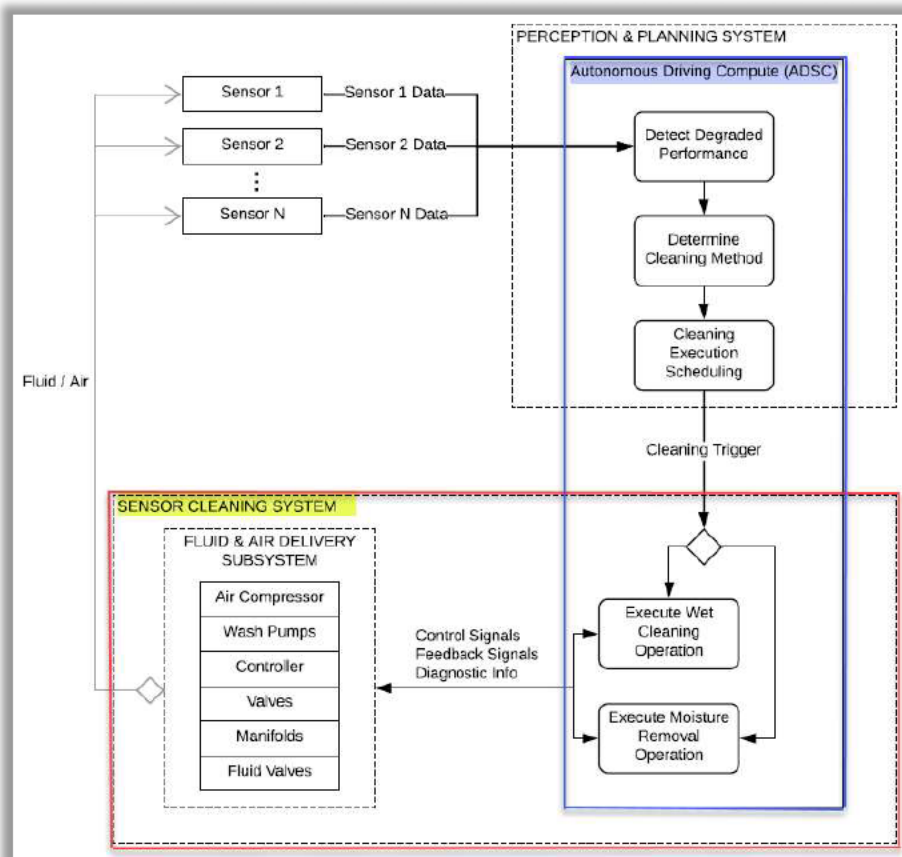 PERCEPTION & PLANNING SYSTEM
Autonomous Driving Compute (ADSC)
Sensor 1
Sensor 1 Data
Sensor 2
Sensor 2 Data
Sensor N
Sensor N Data
Detect Degraded
Performance
Determine
Cleaning Method
Cleaning
Execution
Scheduling
Fluid / Air
Cleaning Trigger
SENSOR CLEANING SYSTEM
FLUID & AIR DELIVERY
SUBSYSTEM
Air Compressor
Wash Pumps
Controller
Valves
Manifolds
Fluid Valves
Control Signals
Feedback Signals
Diagnostic Info
Execute Wet
Cleaning
Operation
Execute Moisture
Removal
Operation